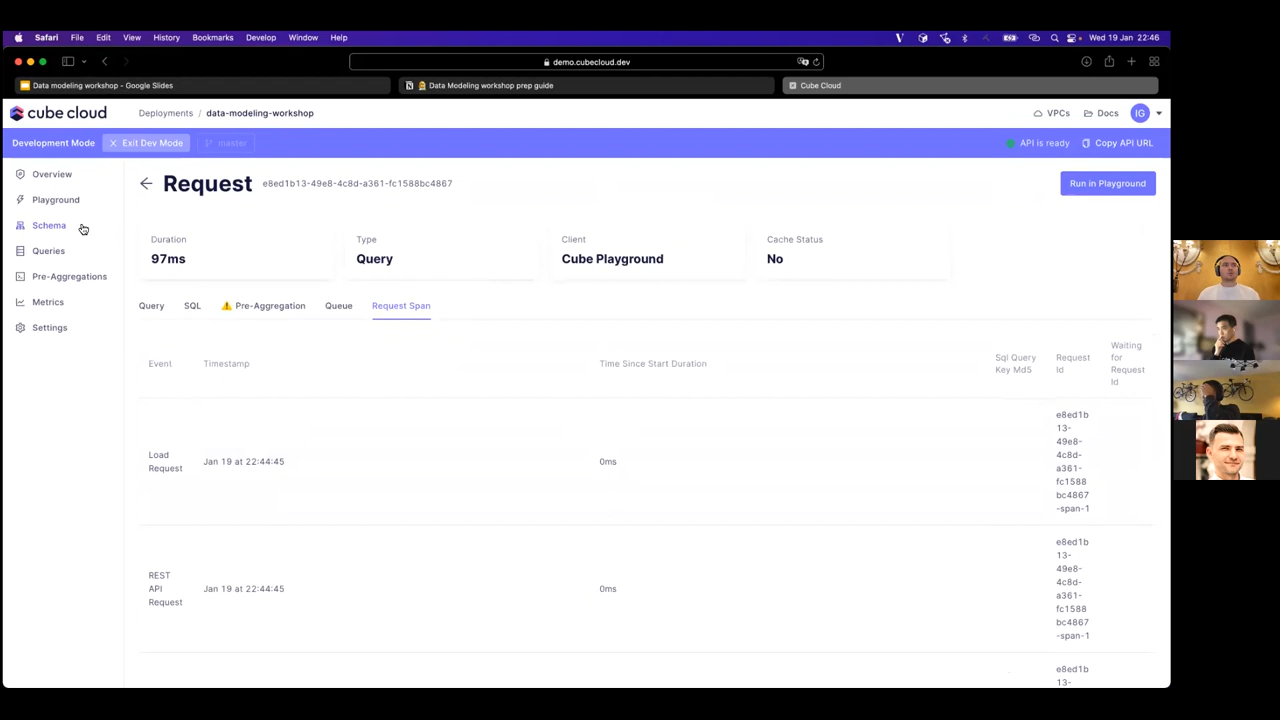 Safari File Edit View History Bookmarks Develop Window Help Wed 19 Jan 22:46
demo.cubecloud.dev
Data modeling workshop - Google Slides
Data Modeling workshop prep guide
Cube Cloud
cube cloud
Deployments / data-modeling-workshop
VPCs
Docs
IG
Development Mode
Exit Dev Mode
master
API is ready
Copy API URL
Overview
Playground
Schema
Queries
Pre-Aggregations
Metrics
Settings
Request e8ed1b13-49e8-4c8d-a361-fc1588bc4867
Run in Playground
Duration
97ms
Type
Query
Client
Cube Playground
Cache Status
No
Query SQL Pre-Aggregation Queue Request Span
Event
Timestamp
Time Since Start Duration
Sql Query
Key Md5
Request
Id
Waiting
for
Request
Id
Load
Request
Jan 19 at 22:44:45
0ms
e8ed1b
13-
49e8-
4c8d-
a361-
fc1588
bc4867
-span-1
REST
API
Request
Jan 19 at 22:44:45
0ms
e8ed1b
13-
49e8-
4c8d-
a361-
fc1588
bc4867
-span-1
e8ed1b
13-